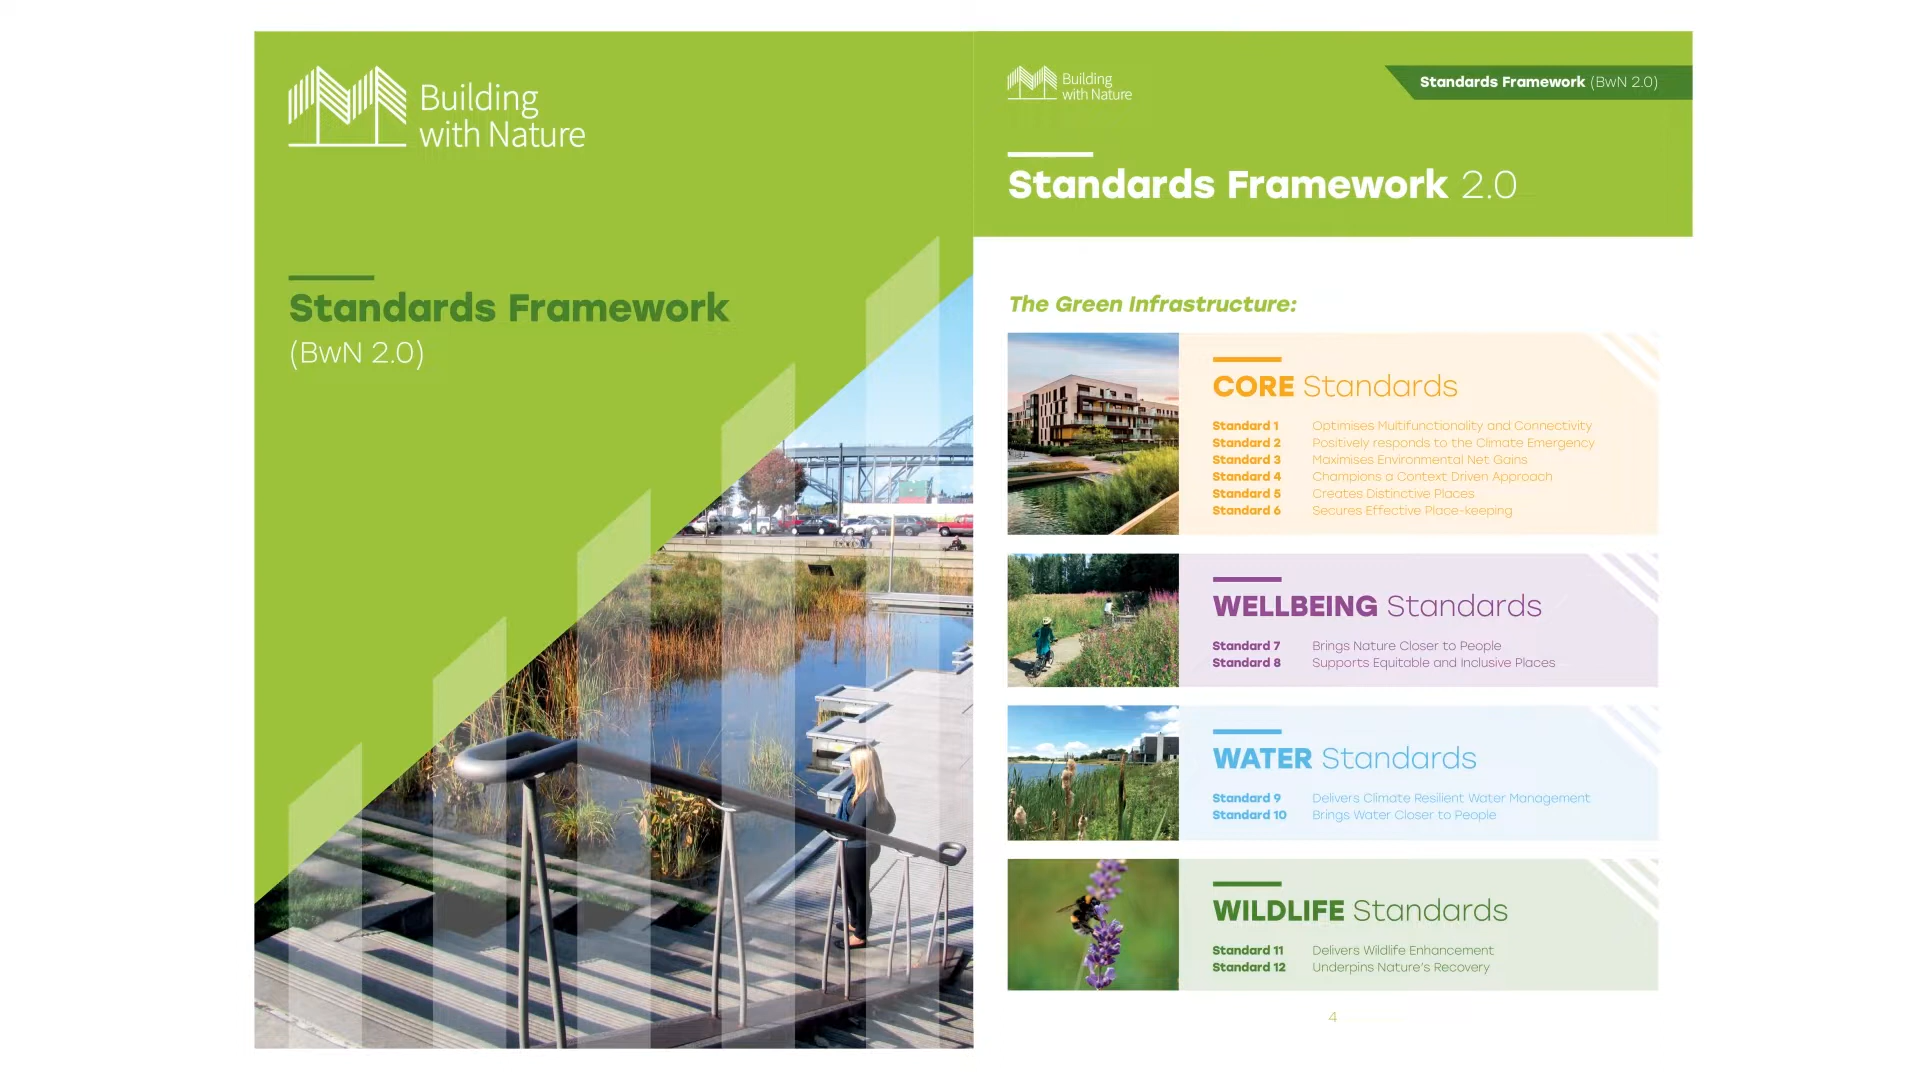 Building
with Nature
Standards Framework
(BwN 2.0)
Building
with Nature
Standards Framework (BwN 2.0)
Standards Framework 2.0
The Green Infrastructure:
CORE Standards
Standard 1 Optimises Multifunctionality and Connectivity
Standard 2 Positively responds to the Climate Emergency
Standard 3 Maximises Environmental Net Gains
Standard 4 Champions a Context Driven Approach
Standard 5 Creates Distinctive Places
Standard 6 Secures Effective Place-keeping
WELLBEING Standards
Standard 7 Brings Nature Closer to People
Standard 8 Supports Equitable and Inclusive Places
WATER Standards
Standard 9 Delivers Climate Resilient Water Management
Standard 10 Brings Water Closer to People
WILDLIFE Standards
Standard 11 Delivers Wildlife Enhancement
Standard 12 Underpins Nature's Recovery
4